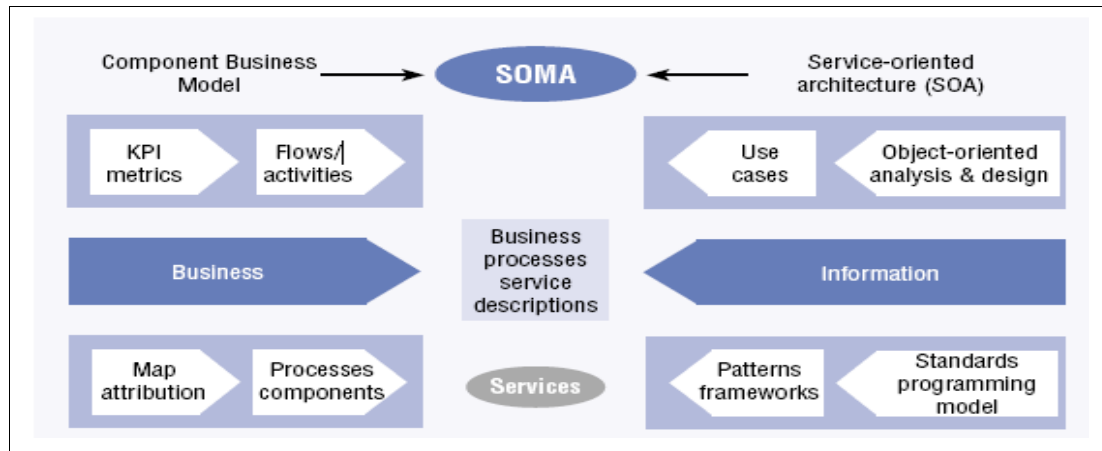 Component Business
Model
SOMA
Service-oriented
architecture (SOA)
KPI
metrics
Flows/
activities
Use
cases
Object-oriented
analysis & design
Business
Business
processes
service
descriptions
Information
Map
attribution
Processes
components
Services
Patterns
frameworks
Standards
programming
model